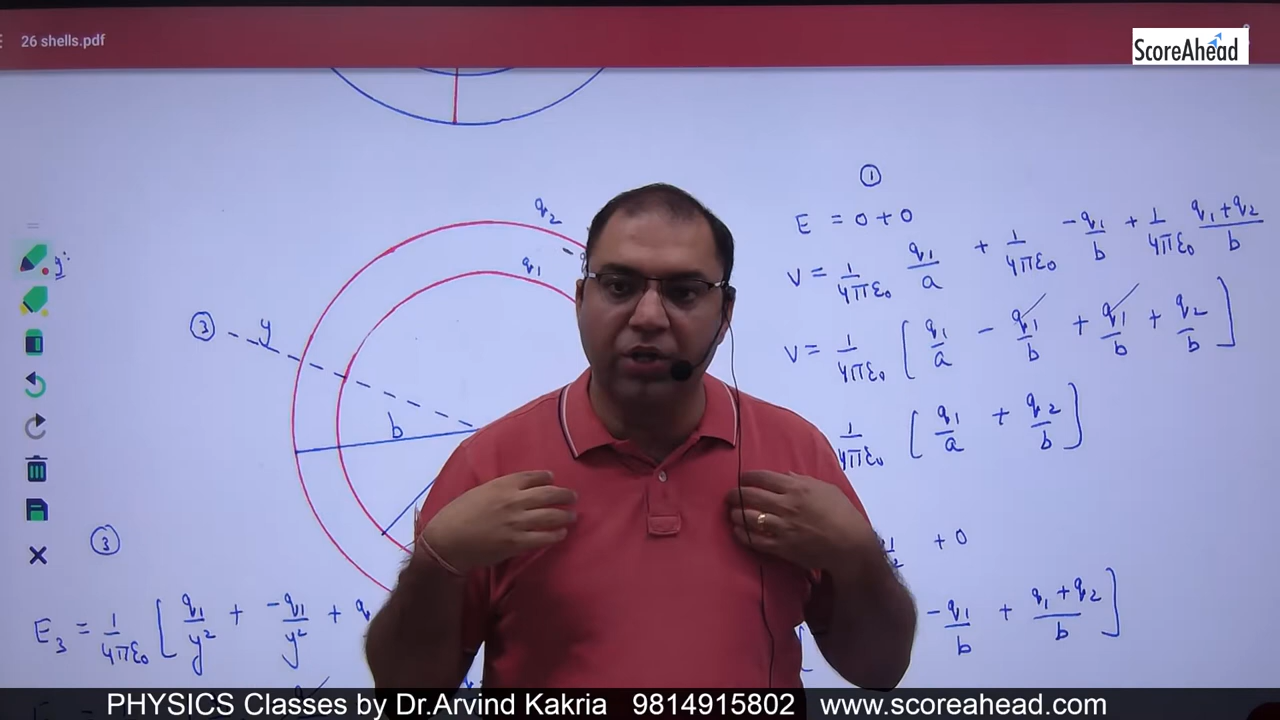 26 shells.pdf
ScoreAhead
①
E = 0 + 0
V = 1/4πε₀ q₁/a + 1/4πε₀ -q₁/b + 1/4πε₀ q₁+q₂/b
V = 1/4πε₀ [ q₁/a - q₁/b + q₁/b + q₂/b ]
1/4πε₀ [ q₁/a + q₂/b ]
q₂
q₁
③ y
b
③
+ 0
E₃ = 1/4πε₀ [ q₁/y² + -q₁/y² + q
- q₁/b + q₁+q₂/b ]
PHYSICS Classes by Dr.Arvind Kakria 9814915802 www.scoreahead.com